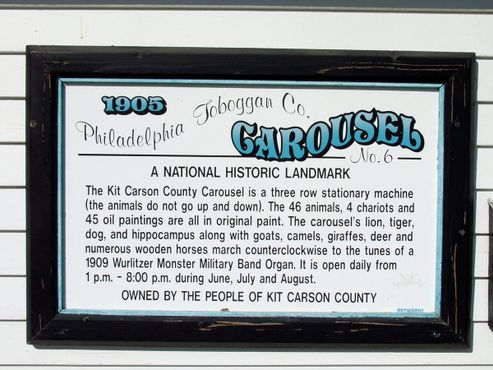 1905
Philadelphia Toboggan Co.
CAROUSEL
No. 6
A NATIONAL HISTORIC LANDMARK
The Kit Carson County Carousel is a three row stationary machine
(the animals do not go up and down). The 46 animals, 4 chariots and
45 oil paintings are all in original paint. The carousel's lion, tiger,
dog, and hippocampus along with goats, camels, giraffes, deer and
numerous wooden horses march counterclockwise to the tunes of a
1909 Wurlitzer Monster Military Band Organ. It is open daily from
1 p.m. - 8:00 p.m. during June, July and August.
OWNED BY THE PEOPLE OF KIT CARSON COUNTY
ARTWORKS